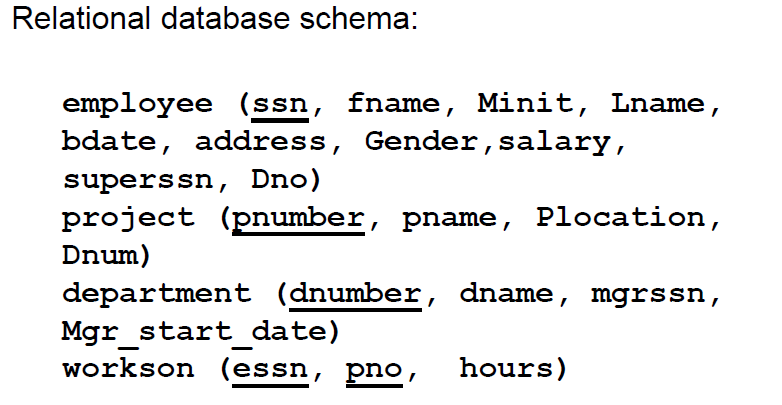 Relational database schema:
employee (ssn, fname, Minit, Lname,
bdate, address, Gender,salary,
superssn, Dno)
project (pnumber, pname, Plocation,
Dnum)
department (dnumber, dname, mgrssn,
Mgr_start_date)
workson (essn, pno, hours)